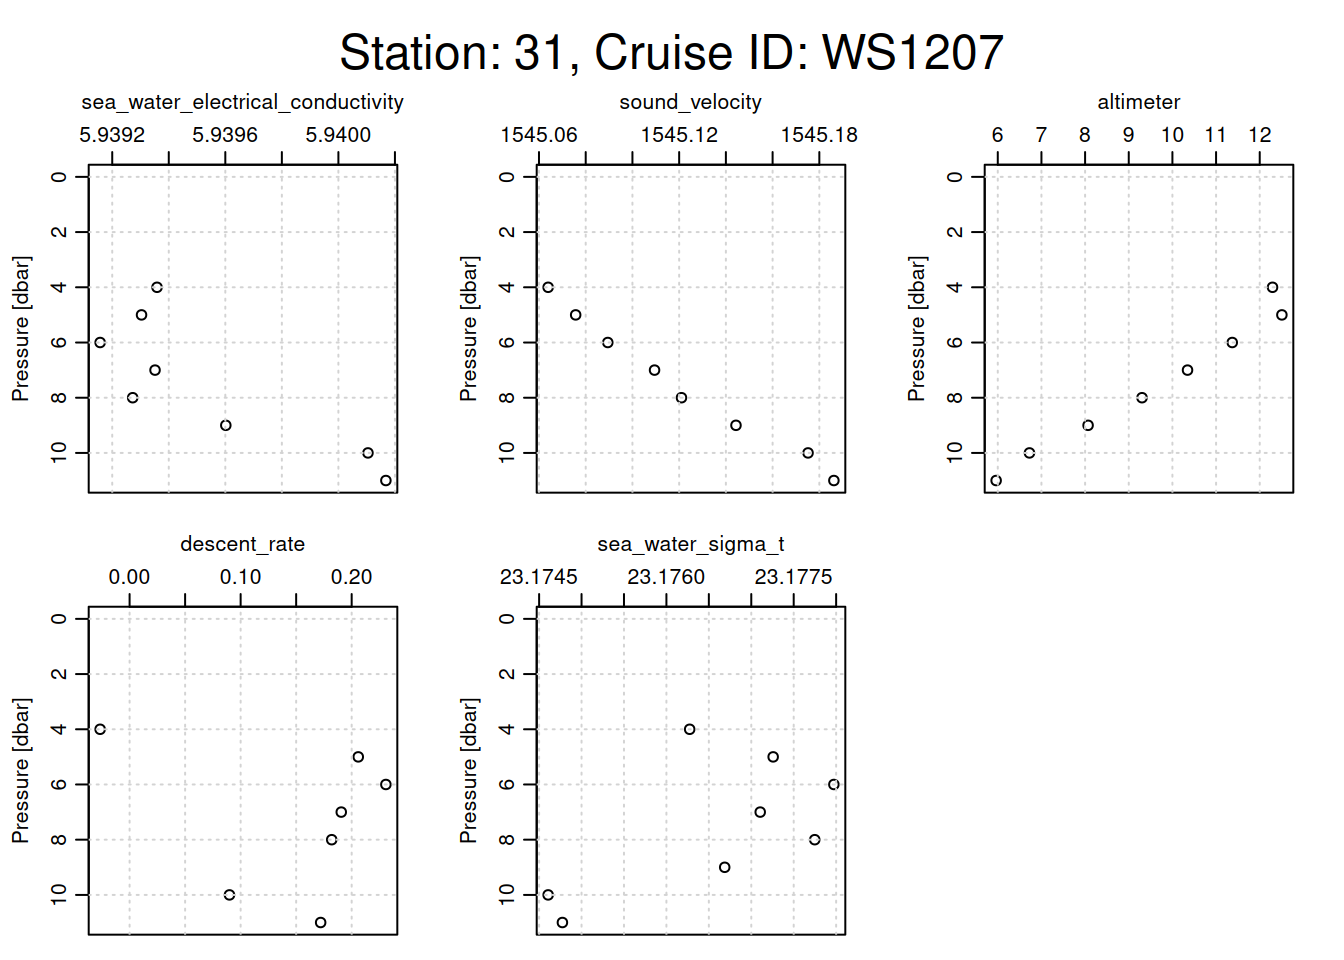 Station: 31, Cruise ID: WS1207
sea_water_electrical_conductivity
5.9392 5.9396 5.9400
0 2 4 6 8 10
Pressure [dbar]
sound_velocity
1545.06 1545.12 1545.18
0 2 4 6 8 10
Pressure [dbar]
altimeter
6 7 8 9 10 11 12
0 2 4 6 8 10
Pressure [dbar]
descent_rate
0.00 0.10 0.20
0 2 4 6 8 10
Pressure [dbar]
sea_water_sigma_t
23.1745 23.1760 23.1775
0 2 4 6 8 10
Pressure [dbar]